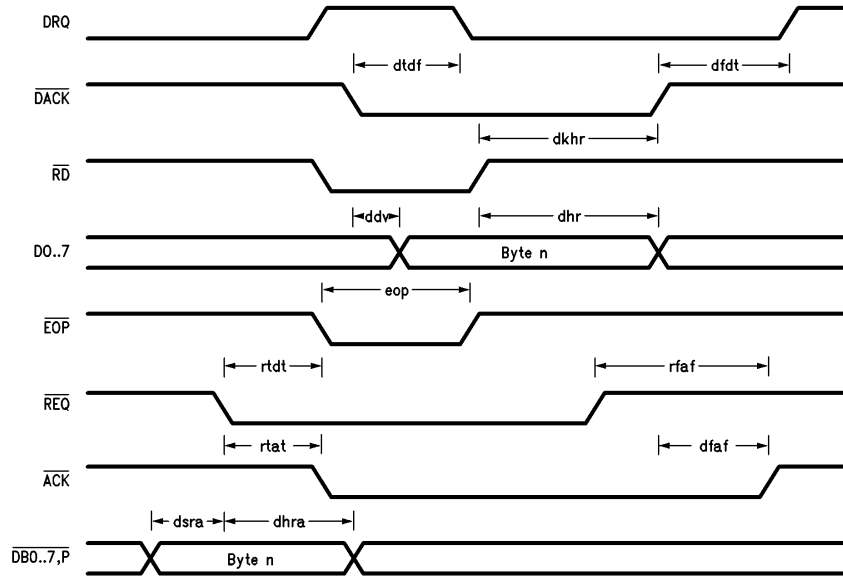 DRQ
dtdf
dfdt
DACK
dkhr
RD
ddv
dhr
D0..7
Byte n
eop
EOP
rtdt
rfaf
REQ
rtat
dfaf
ACK
dsra
dhra
DB0..7,P
Byte n